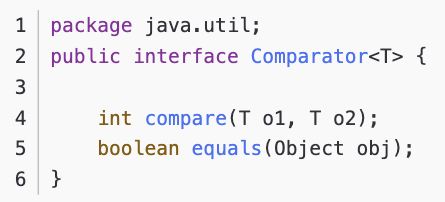 1 package java.util;
2 public interface Comparator<T> {
3
4     int compare(T o1, T o2);
5     boolean equals(Object obj);
6 }